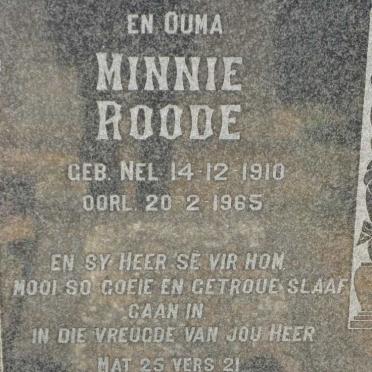 EN OUMA
MINNIE
ROODE
GEB. NEL 14-12-1910
OORL. 20-2-1965
EN SY HEER SÊ VIR HOM
MOOI SO GOEIE EN GETROUE SLAAF
GAAN IN
IN DIE VREUGDE VAN JOU HEER
MAT 25 VERS 21